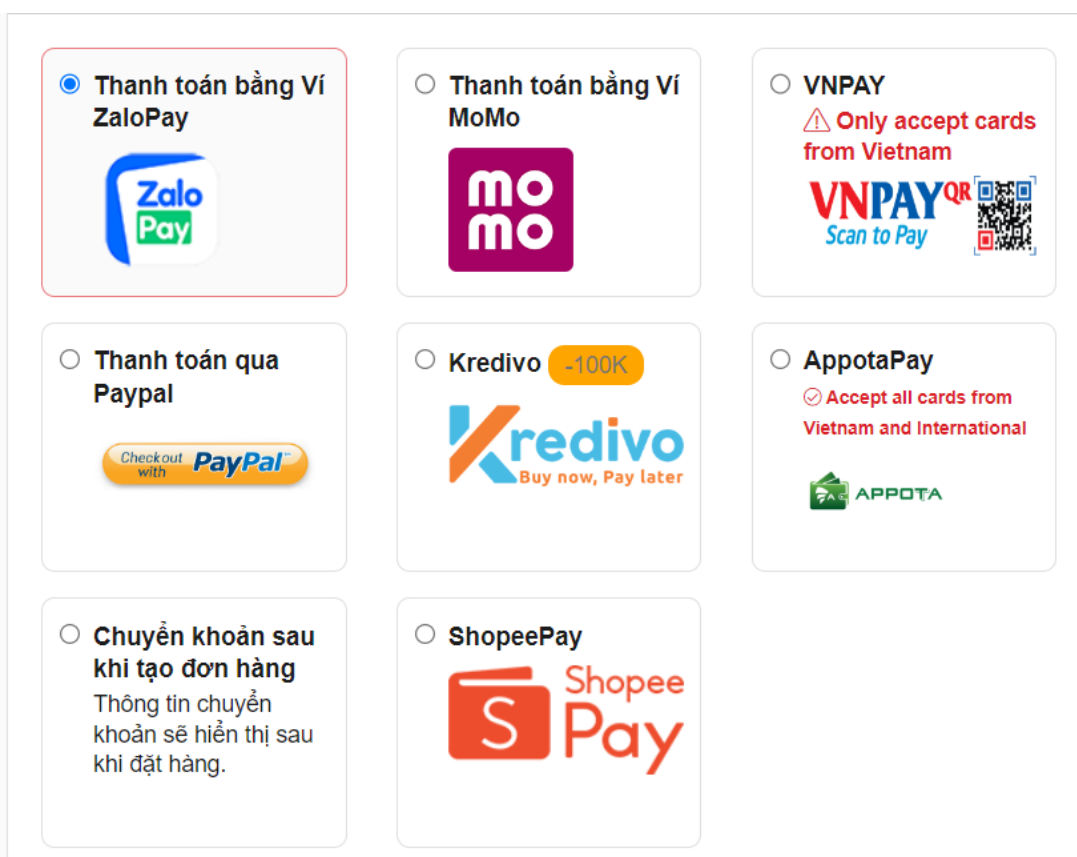 Thanh toán bằng Ví
ZaloPay
Zalo
Pay
Thanh toán bằng Ví
MoMo
mo
mo
VNPAY
Only accept cards
from Vietnam
VNPAYQR
Scan to Pay
Thanh toán qua
Paypal
Checkout
with PayPal™
Kredivo -100K
Kredivo
Buy now, Pay later
AppotaPay
Accept all cards from
Vietnam and International
APPOTA
Chuyển khoản sau
khi tạo đơn hàng
Thông tin chuyển
khoản sẽ hiển thị sau
khi đặt hàng.
ShopeePay
S
Shopee
Pay